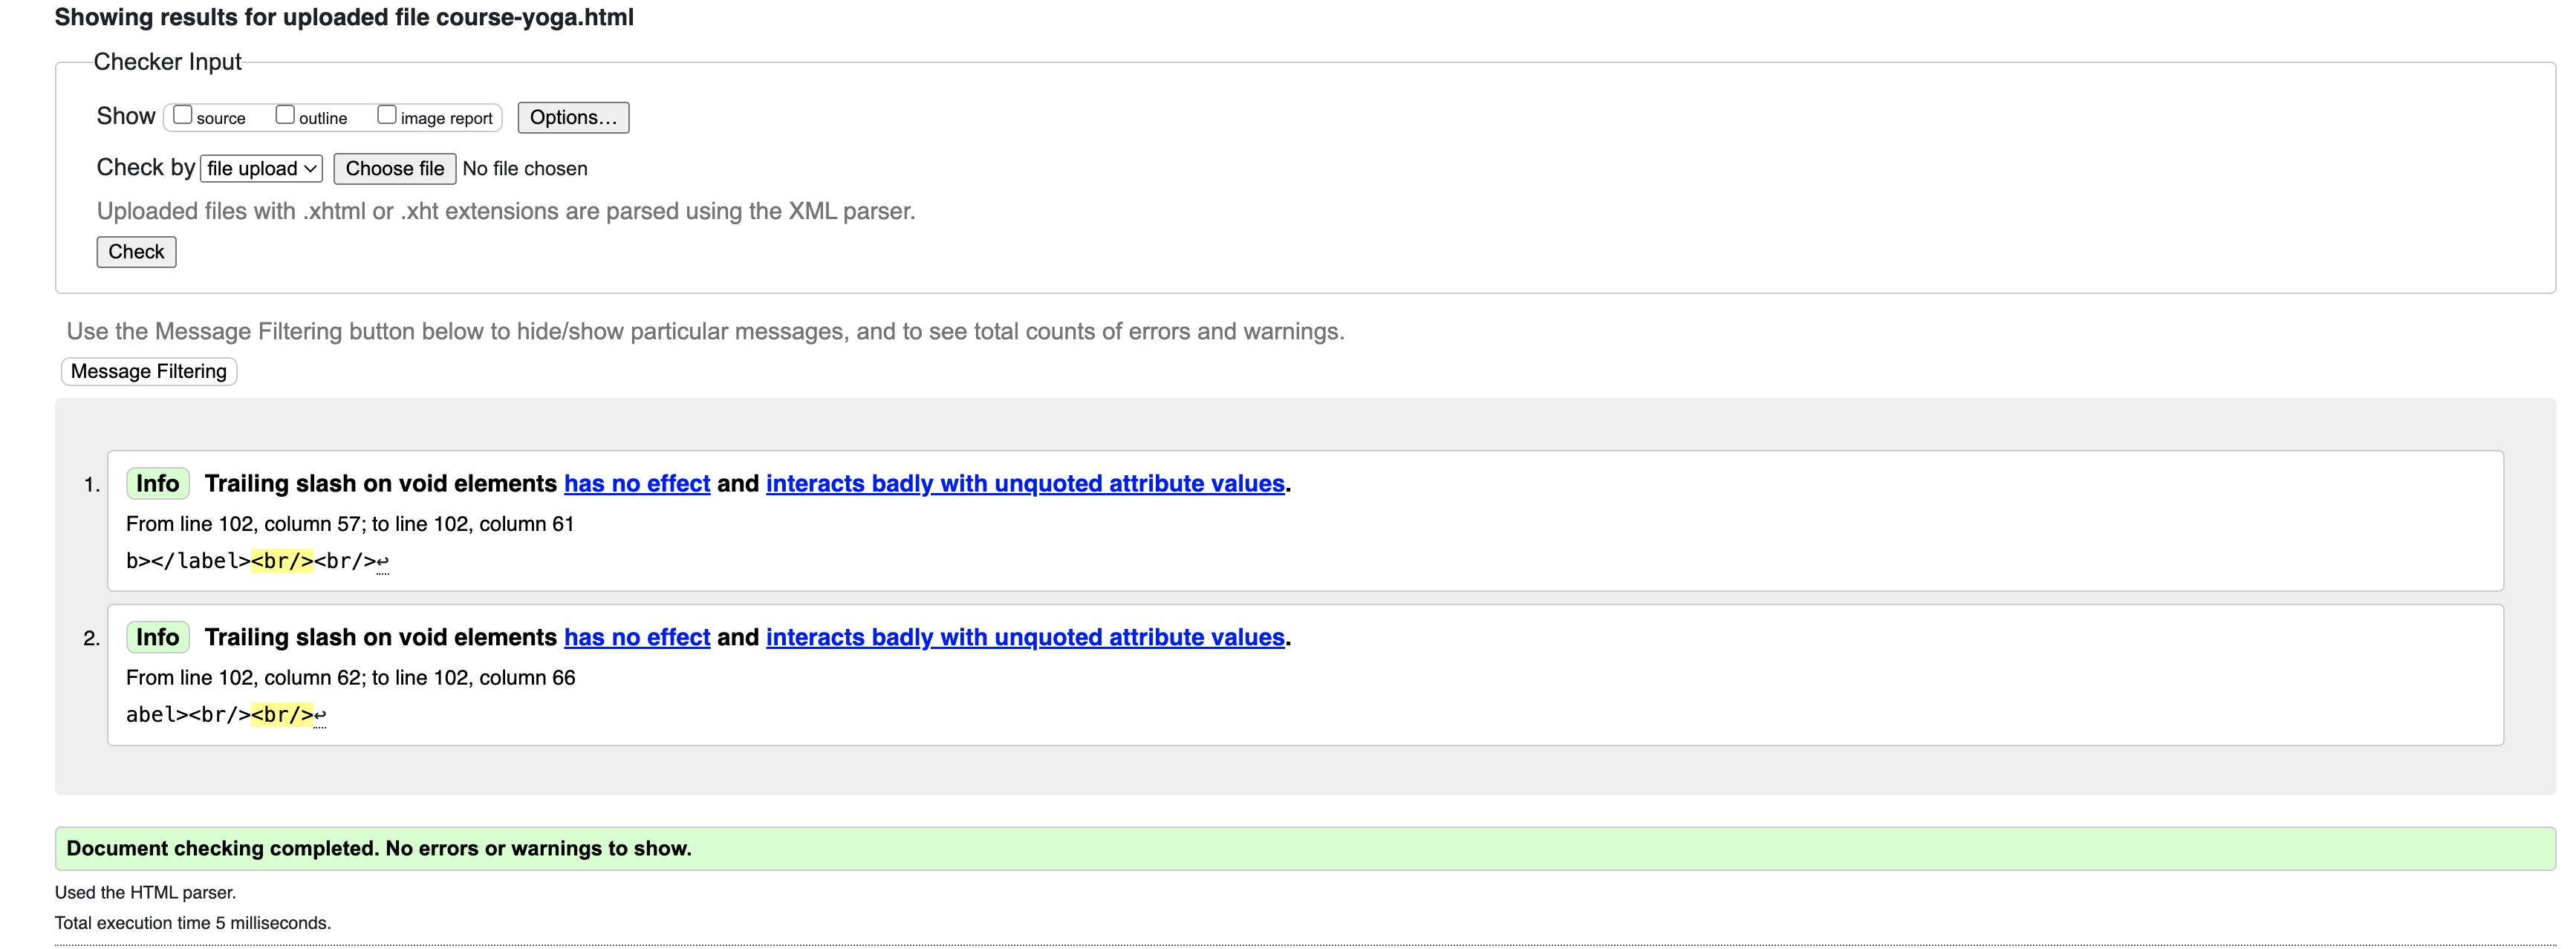 Showing results for uploaded file course-yoga.html
Checker Input
Show source outline image report Options...
Check by file upload Choose file No file chosen
Uploaded files with .xhtml or .xht extensions are parsed using the XML parser.
Check
Use the Message Filtering button below to hide/show particular messages, and to see total counts of errors and warnings.
Message Filtering
1. Info Trailing slash on void elements has no effect and interacts badly with unquoted attribute values.
From line 102, column 57; to line 102, column 61
b></label><br/><br/>↩
2. Info Trailing slash on void elements has no effect and interacts badly with unquoted attribute values.
From line 102, column 62; to line 102, column 66
abel><br/><br/>↩
Document checking completed. No errors or warnings to show.
Used the HTML parser.
Total execution time 5 milliseconds.